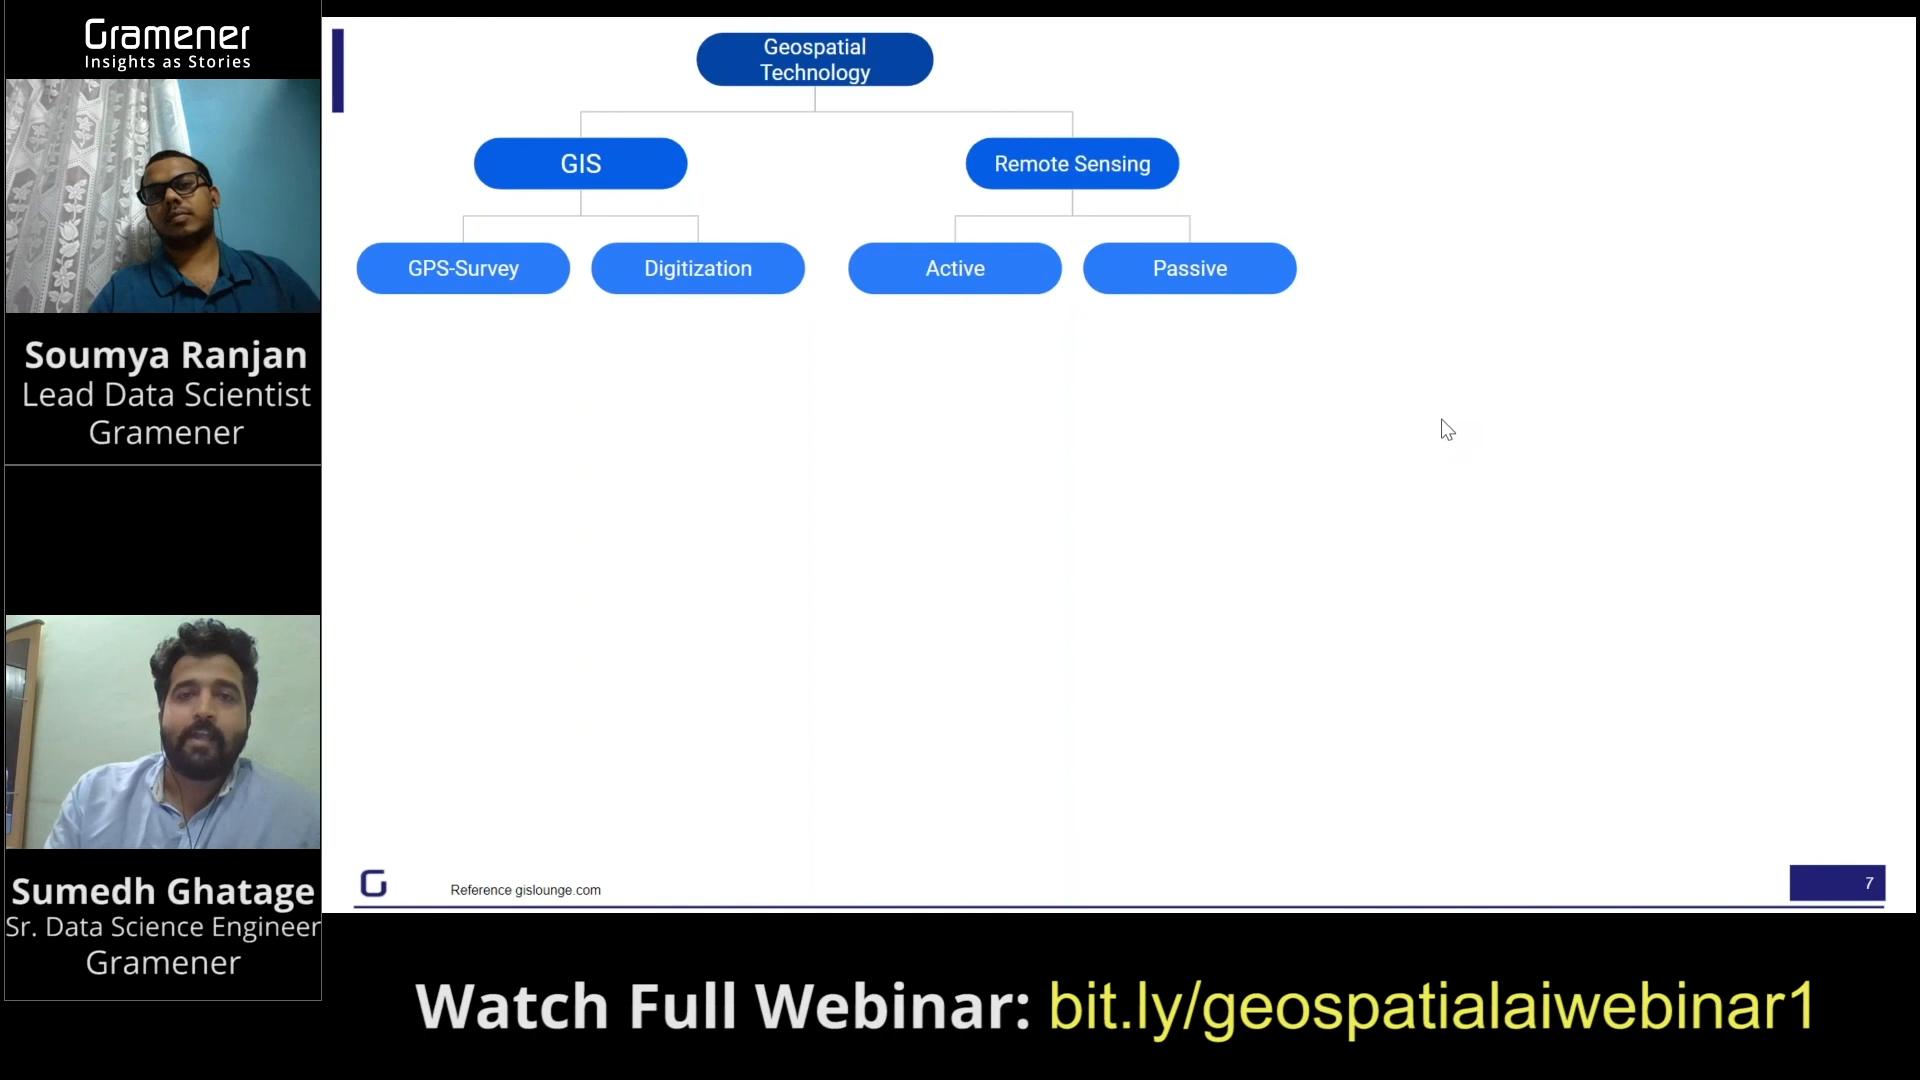 Gramener
Insights as Stories
Soumya Ranjan
Lead Data Scientist
Gramener
Sumedh Ghatage
Sr. Data Science Engineer
Gramener
Geospatial
Technology
GIS
Remote Sensing
GPS-Survey
Digitization
Active
Passive
Reference gislounge.com
7
Watch Full Webinar: bit.ly/geospatialaiwebinar1